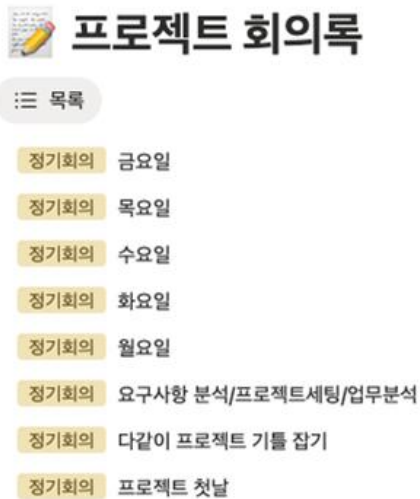 프로젝트 회의록
목록
정기회의 금요일
정기회의 목요일
정기회의 수요일
정기회의 화요일
정기회의 월요일
정기회의 요구사항 분석/프로젝트세팅/업무분석
정기회의 다같이 프로젝트 기틀 잡기
정기회의 프로젝트 첫날